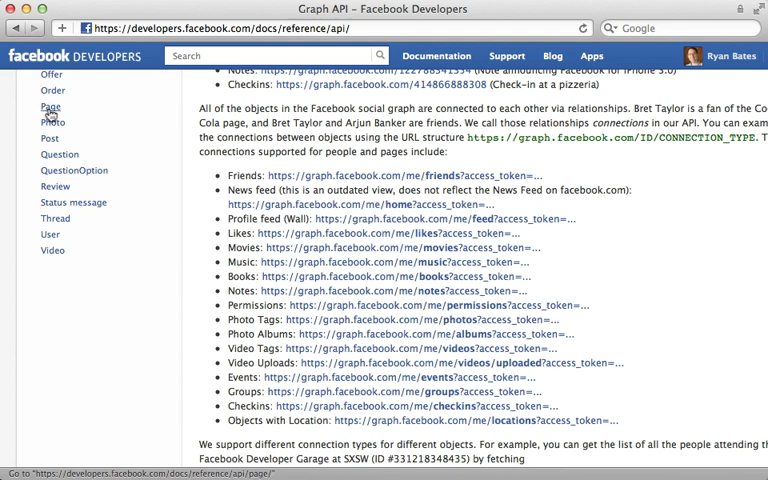 Graph API – Facebook Developers
https://developers.facebook.com/docs/reference/api/
Google
facebook DEVELOPERS
Search
Documentation
Support
Blog
Apps
Ryan Bates
Offer
Order
Page
Photo
Post
Question
QuestionOption
Review
Status message
Thread
User
Video
Notes: https://graph.facebook.com/122788341354 (Note announcing Facebook for iPhone 3.0)
Checkins: https://graph.facebook.com/414866888308 (Check-in at a pizzeria)
All of the objects in the Facebook social graph are connected to each other via relationships. Bret Taylor is a fan of the Co
Cola page, and Bret Taylor and Arjun Banker are friends. We call those relationships connections in our API. You can exam
the connections between objects using the URL structure https://graph.facebook.com/ID/CONNECTION_TYPE. T
connections supported for people and pages include:
Friends: https://graph.facebook.com/me/friends?access_token=...
News feed (this is an outdated view, does not reflect the News Feed on facebook.com):
https://graph.facebook.com/me/home?access_token=...
Profile feed (Wall): https://graph.facebook.com/me/feed?access_token=...
Likes: https://graph.facebook.com/me/likes?access_token=...
Movies: https://graph.facebook.com/me/movies?access_token=...
Music: https://graph.facebook.com/me/music?access_token=...
Books: https://graph.facebook.com/me/books?access_token=...
Notes: https://graph.facebook.com/me/notes?access_token=...
Permissions: https://graph.facebook.com/me/permissions?access_token=...
Photo Tags: https://graph.facebook.com/me/photos?access_token=...
Photo Albums: https://graph.facebook.com/me/albums?access_token=...
Video Tags: https://graph.facebook.com/me/videos?access_token=...
Video Uploads: https://graph.facebook.com/me/videos/uploaded?access_token=...
Events: https://graph.facebook.com/me/events?access_token=...
Groups: https://graph.facebook.com/me/groups?access_token=...
Checkins: https://graph.facebook.com/me/checkins?access_token=...
Objects with Location: https://graph.facebook.com/me/locations?access_token=...
We support different connection types for different objects. For example, you can get the list of all the people attending th
Facebook Developer Garage at SXSW (ID #331218348435) by fetching
Go to "https://developers.facebook.com/docs/reference/api/page/"